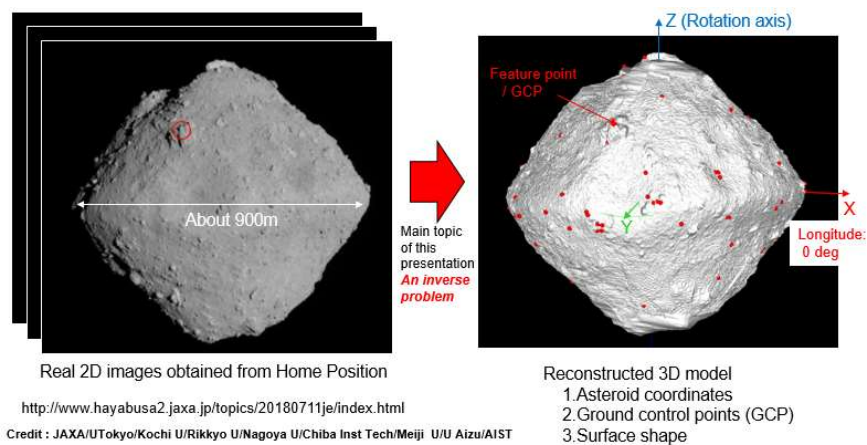 About 900m
Main topic
of this
presentation
An inverse
problem
Z (Rotation axis)
Feature point
/ GCP
X
Y
Longitude:
0 deg
Real 2D images obtained from Home Position
http://www.hayabusa2.jaxa.jp/topics/20180711je/index.html
Credit : JAXA/UTokyo/Kochi U/Rikkyo U/Nagoya U/Chiba Inst Tech/Meiji U/U Aizu/AIST
Reconstructed 3D model
1.Asteroid coordinates
2.Ground control points (GCP)
3.Surface shape